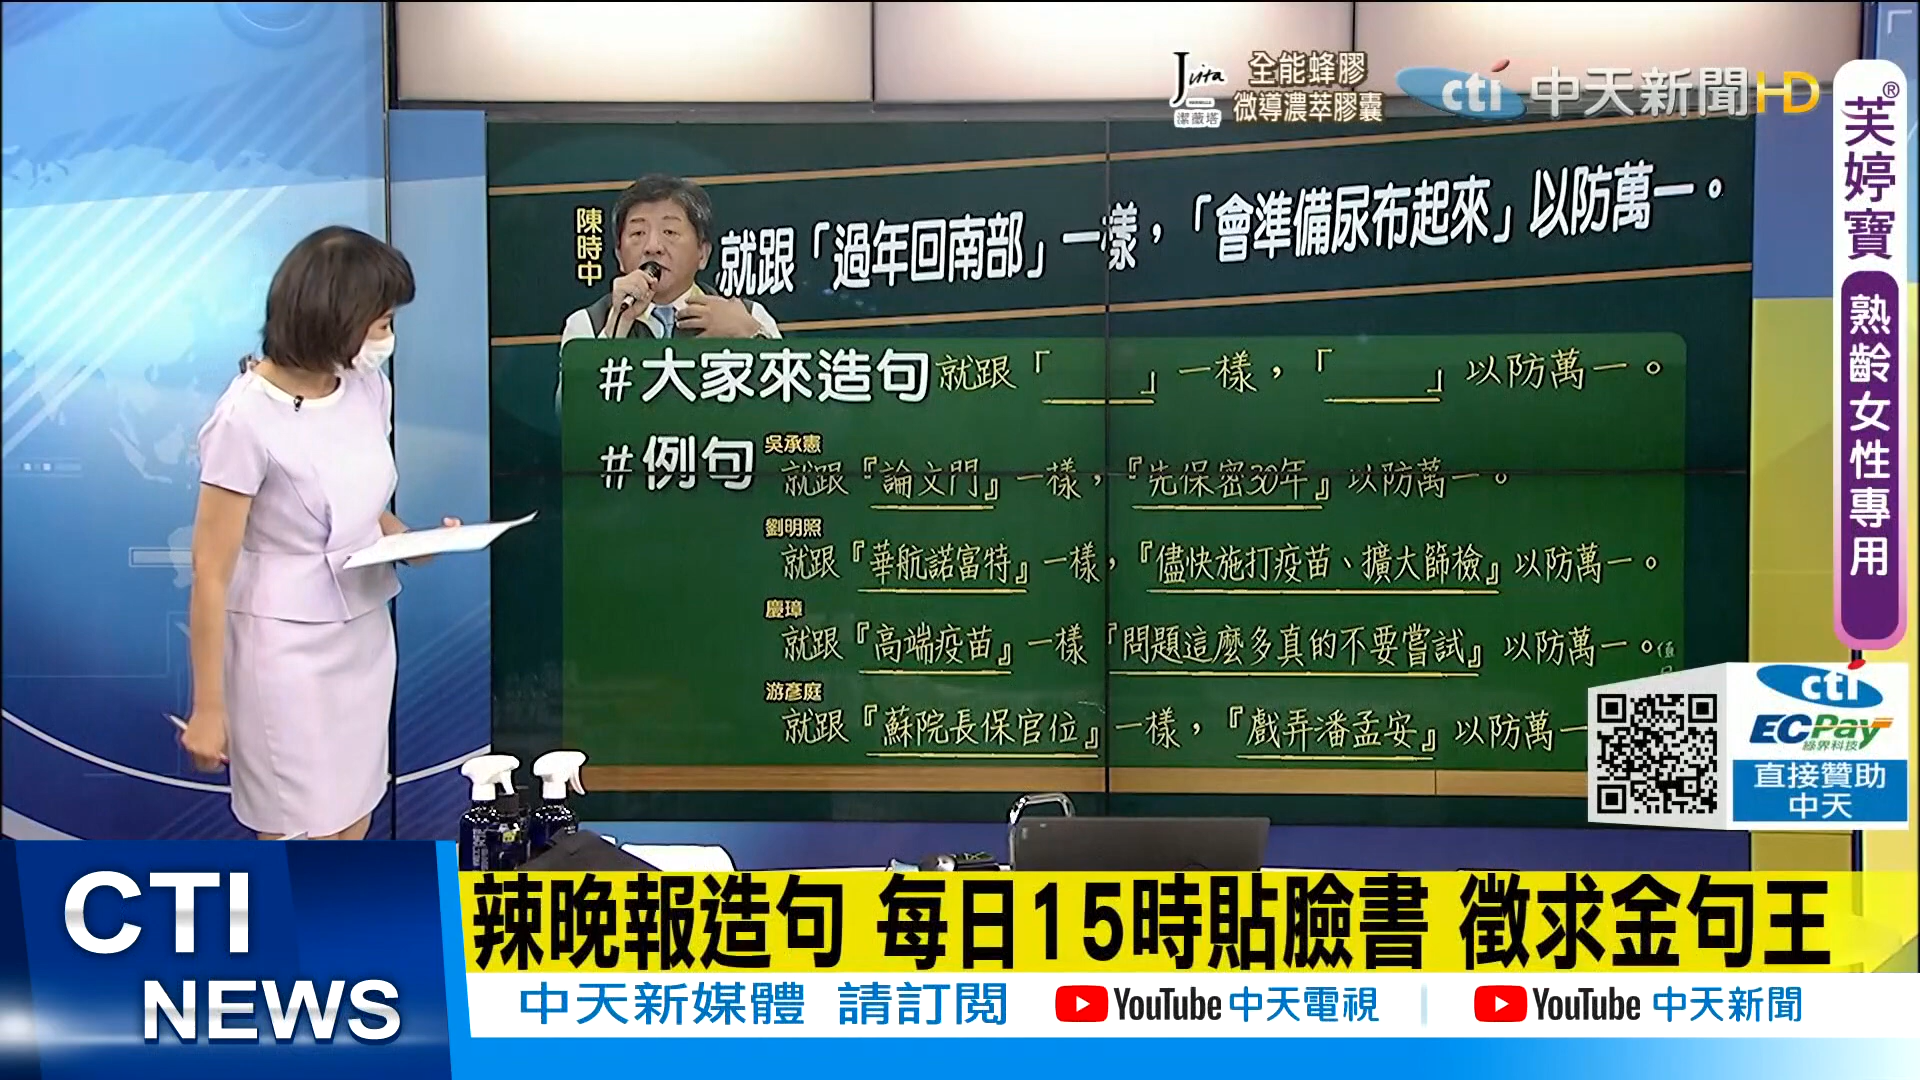 Jvita
潔薇塔
全能蜂膠
微導濃萃膠囊
cti 中天新聞HD
芙婷寶®
熟齡女性專用
陳時中
就跟「過年回南部」一樣，「會準備尿布起來」以防萬一。
#大家來造句 就跟「 」一樣，「 」以防萬一。
#例句
吳承憲
就跟『論文門』一樣，『先保密30年』以防萬一。
劉明照
就跟『華航諾富特』一樣，『儘快施打疫苗、擴大篩檢』以防萬一。
慶璋
就跟『高端疫苗』一樣『問題這麼多真的不要嘗試』以防萬一。
游彥庭
就跟『蘇院長保官位』一樣，『戲弄潘孟安』以防萬一
cti
ECPay
綠界科技
直接贊助
中天
CTI
NEWS
辣晚報造句 每日15時貼臉書 徵求金句王
中天新媒體 請訂閱 YouTube 中天電視 | YouTube 中天新聞